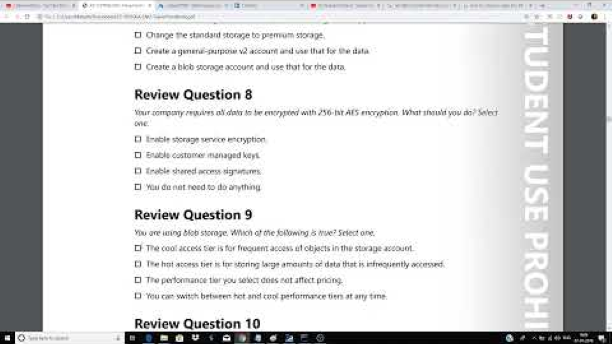 Change the standard storage to premium storage.
Create a general-purpose v2 account and use that for the data.
Create a blob storage account and use that for the data.
Review Question 8
Your company requires all data to be encrypted with 256-bit AES encryption. What should you do? Select
one.
Enable storage service encryption.
Enable customer managed keys.
Enable shared access signatures.
You do not need to do anything.
Review Question 9
You are using blob storage. Which of the following is true? Select one.
The cool access tier is for frequent access of objects in the storage account.
The hot access tier is for storing large amounts of data that is infrequently accessed.
The performance tier you select does not affect pricing.
You can switch between hot and cool performance tiers at any time.
Review Question 10
TUDENT USE PROHI
Type here to search